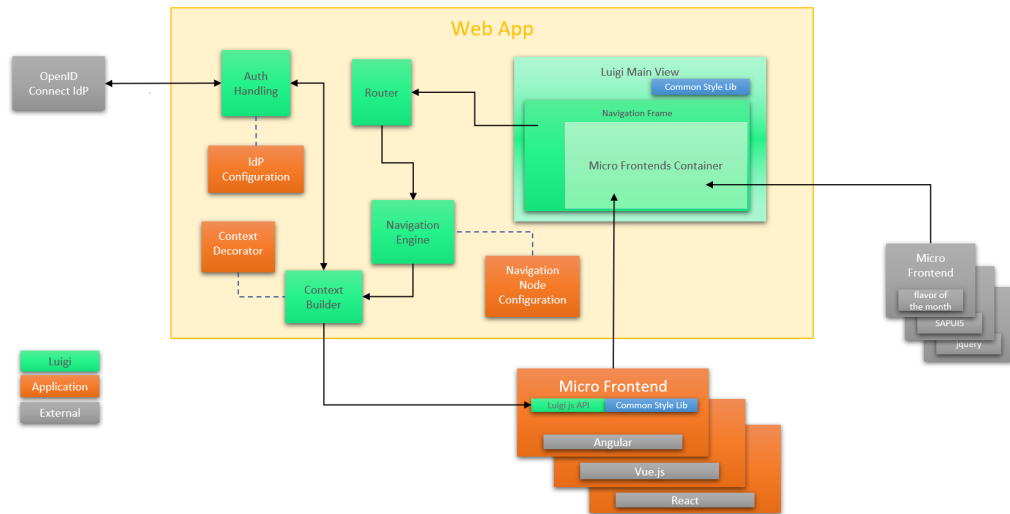 Web App
OpenID
Connect IdP
Auth
Handling
Router
Luigi Main View
Common Style Lib
Navigation Frame
Micro Frontends Container
IdP
Configuration
Context
Decorator
Navigation
Engine
Navigation
Node
Configuration
Context
Builder
Micro
Frontend
flavor of
the month
SAPUI5
jquery
Luigi
Application
External
Micro Frontend
Luigi js API
Common Style Lib
Angular
Vue.js
React